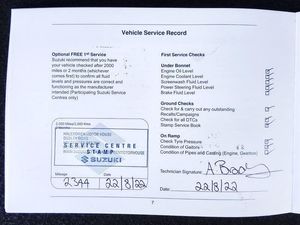 Vehicle Service Record
Optional FREE 1st Service
Suzuki recommend that you have
your vehicle checked after 2000
miles or 2 months (whichever
comes first) to confirm all fluid
levels and pressures are correct
and functioning as the manufacturer
intended (Participating Suzuki Service
Centres only)
First Service Checks
Under Bonnet
Engine Oil Level
Engine Coolant Level
Screenwash Fluid Level
Power Steering Fluid Level
Brake Fluid Level
Ground Checks
Check for & carry out any outstanding
Recalls/Campaigns
Check for all DTCs
Stamp Service Book
On Ramp
Check Tyre Pressure
Condition of Gaiters
Condition of Pipes and Casting (Engine, Gearbox)
SERVICE CENTRE
STAMP
SUZUKI
Mileage 2344 Date 22/8/22
Technician Signature
Date 22/8/22
7